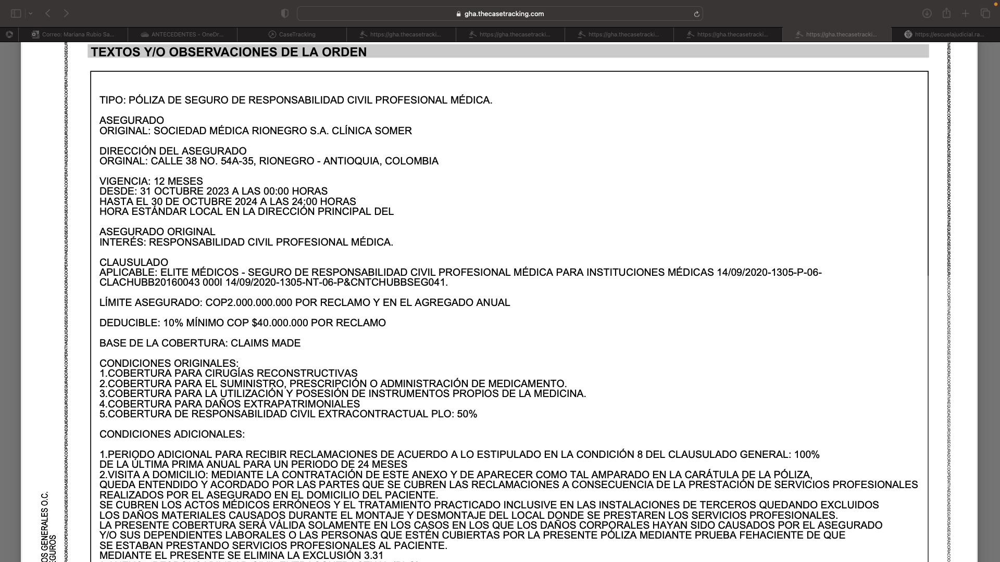 gha.thecasetracking.com
Correo: Mariana Rubio Sa...
ANTECEDENTES - OneDr...
CaseTracking
https://gha.thecasetracki...
https://gha.thecasetracki...
https://gha.thecasetracki...
https://gha.thecasetracki...
https://gha.thecasetracki...
https://escuelajudicial.ra...
TEXTOS Y/O OBSERVACIONES DE LA ORDEN
TIPO: PÓLIZA DE SEGURO DE RESPONSABILIDAD CIVIL PROFESIONAL MÉDICA.
ASEGURADO
ORIGINAL: SOCIEDAD MÉDICA RIONEGRO S.A. CLÍNICA SOMER
DIRECCIÓN DEL ASEGURADO
ORGINAL: CALLE 38 NO. 54A-35, RIONEGRO - ANTIOQUIA, COLOMBIA
VIGENCIA: 12 MESES
DESDE: 31 OCTUBRE 2023 A LAS 00:00 HORAS
HASTA EL 30 DE OCTUBRE 2024 A LAS 24:00 HORAS
HORA ESTÁNDAR LOCAL EN LA DIRECCIÓN PRINCIPAL DEL
ASEGURADO ORIGINAL
INTERÉS: RESPONSABILIDAD CIVIL PROFESIONAL MÉDICA.
CLAUSULADO
APLICABLE: ELITE MÉDICOS - SEGURO DE RESPONSABILIDAD CIVIL PROFESIONAL MÉDICA PARA INSTITUCIONES MÉDICAS 14/09/2020-1305-P-06-
CLACHUBB20160043 000I 14/09/2020-1305-NT-06-P&CNTCHUBBSEG041.
LÍMITE ASEGURADO: COP2.000.000.000 POR RECLAMO Y EN EL AGREGADO ANUAL
DEDUCIBLE: 10% MÍNIMO COP $40.000.000 POR RECLAMO
BASE DE LA COBERTURA: CLAIMS MADE
CONDICIONES ORIGINALES:
1.COBERTURA PARA CIRUGÍAS RECONSTRUCTIVAS
2.COBERTURA PARA EL SUMINISTRO, PRESCRIPCIÓN O ADMINISTRACIÓN DE MEDICAMENTO.
3.COBERTURA PARA LA UTILIZACIÓN Y POSESIÓN DE INSTRUMENTOS PROPIOS DE LA MEDICINA.
4.COBERTURA PARA DAÑOS EXTRAPATRIMONIALES
5.COBERTURA DE RESPONSABILIDAD CIVIL EXTRACONTRACTUAL PLO: 50%
CONDICIONES ADICIONALES:
1.PERIODO ADICIONAL PARA RECIBIR RECLAMACIONES DE ACUERDO A LO ESTIPULADO EN LA CONDICIÓN 8 DEL CLAUSULADO GENERAL: 100%
DE LA ÚLTIMA PRIMA ANUAL PARA UN PERIODO DE 24 MESES
2.VISITA A DOMICILIO: MEDIANTE LA CONTRATACIÓN DE ESTE ANEXO Y DE APARECER COMO TAL AMPARADO EN LA CARÁTULA DE LA PÓLIZA,
QUEDA ENTENDIDO Y ACORDADO POR LAS PARTES QUE SE CUBREN LAS RECLAMACIONES A CONSECUENCIA DE LA PRESTACIÓN DE SERVICIOS PROFESIONALES
REALIZADOS POR EL ASEGURADO EN EL DOMICILIO DEL PACIENTE.
SE CUBREN LOS ACTOS MÉDICOS ERRÓNEOS Y EL TRATAMIENTO PRACTICADO INCLUSIVE EN LAS INSTALACIONES DE TERCEROS QUEDANDO EXCLUIDOS
LOS DAÑOS MATERIALES CAUSADOS DURANTE EL MONTAJE Y DESMONTAJE DEL LOCAL DONDE SE PRESTAREN LOS SERVICIOS PROFESIONALES.
LA PRESENTE COBERTURA SERÁ VÁLIDA SOLAMENTE EN LOS CASOS EN LOS QUE LOS DAÑOS CORPORALES HAYAN SIDO CAUSADOS POR EL ASEGURADO
Y/O SUS DEPENDIENTES LABORALES O LAS PERSONAS QUE ESTÉN CUBIERTAS POR LA PRESENTE PÓLIZA MEDIANTE PRUEBA FEHACIENTE DE QUE
SE ESTABAN PRESTANDO SERVICIOS PROFESIONALES AL PACIENTE.
MEDIANTE EL PRESENTE SE ELIMINA LA EXCLUSIÓN 3.31
OS GENERALES O.C.
EGUROS